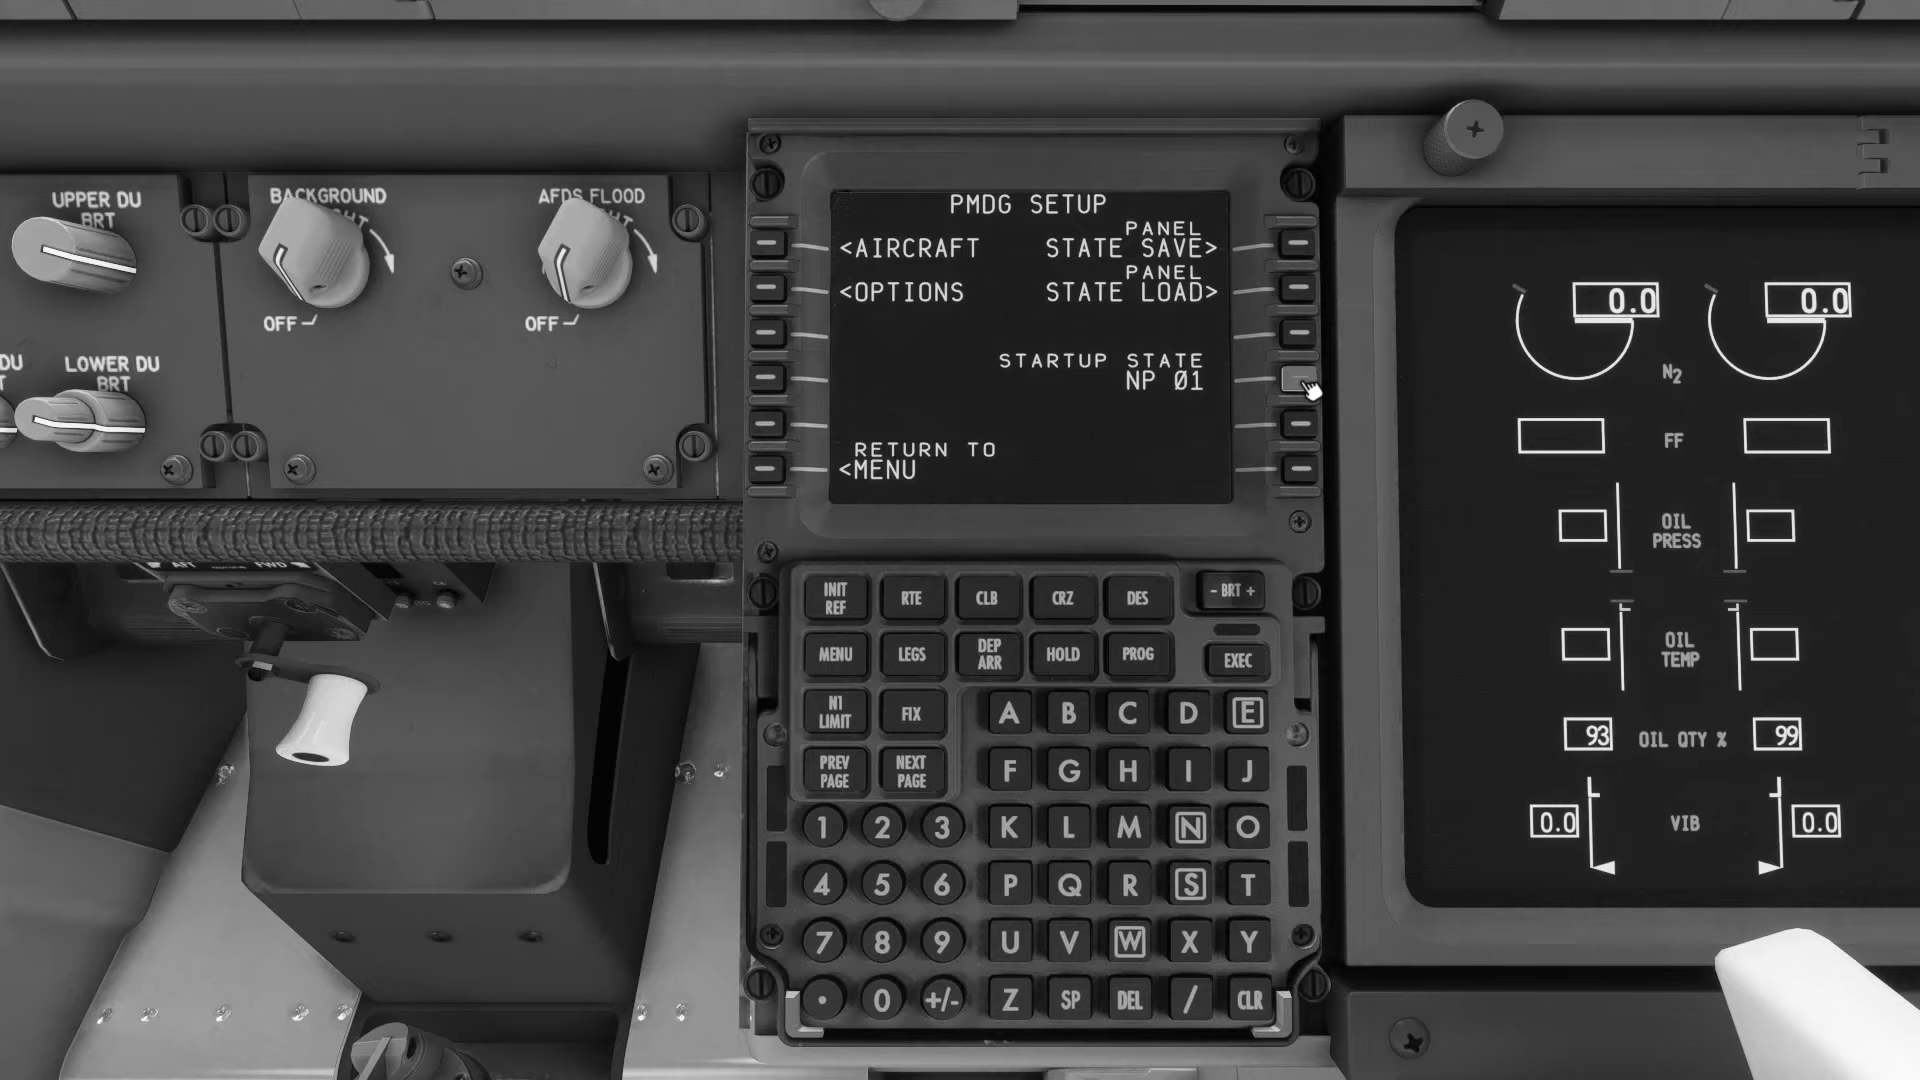 UPPER DU
BRT
BACKGROUND
AFDS FLOOD
OFF
OFF
DU
LOWER DU
BRT
AFT
FWD
PMDG SETUP
PANEL
<AIRCRAFT STATE SAVE>
PANEL
<OPTIONS STATE LOAD>
STARTUP STATE
NP 01
RETURN TO
<MENU
INIT
REF
RTE
CLB
CRZ
DES
- BRT +
MENU
LEGS
DEP
ARR
HOLD
PROG
EXEC
N1
LIMIT
FIX
A B C D E
PREV
PAGE
NEXT
PAGE
F G H I J
1 2 3 K L M N O
4 5 6 P Q R S T
7 8 9 U V W X Y
. 0 +/- Z SP DEL / CLR
0.0 0.0
N2
FF
OIL
PRESS
OIL
TEMP
93 OIL QTY % 99
0.0 VIB 0.0